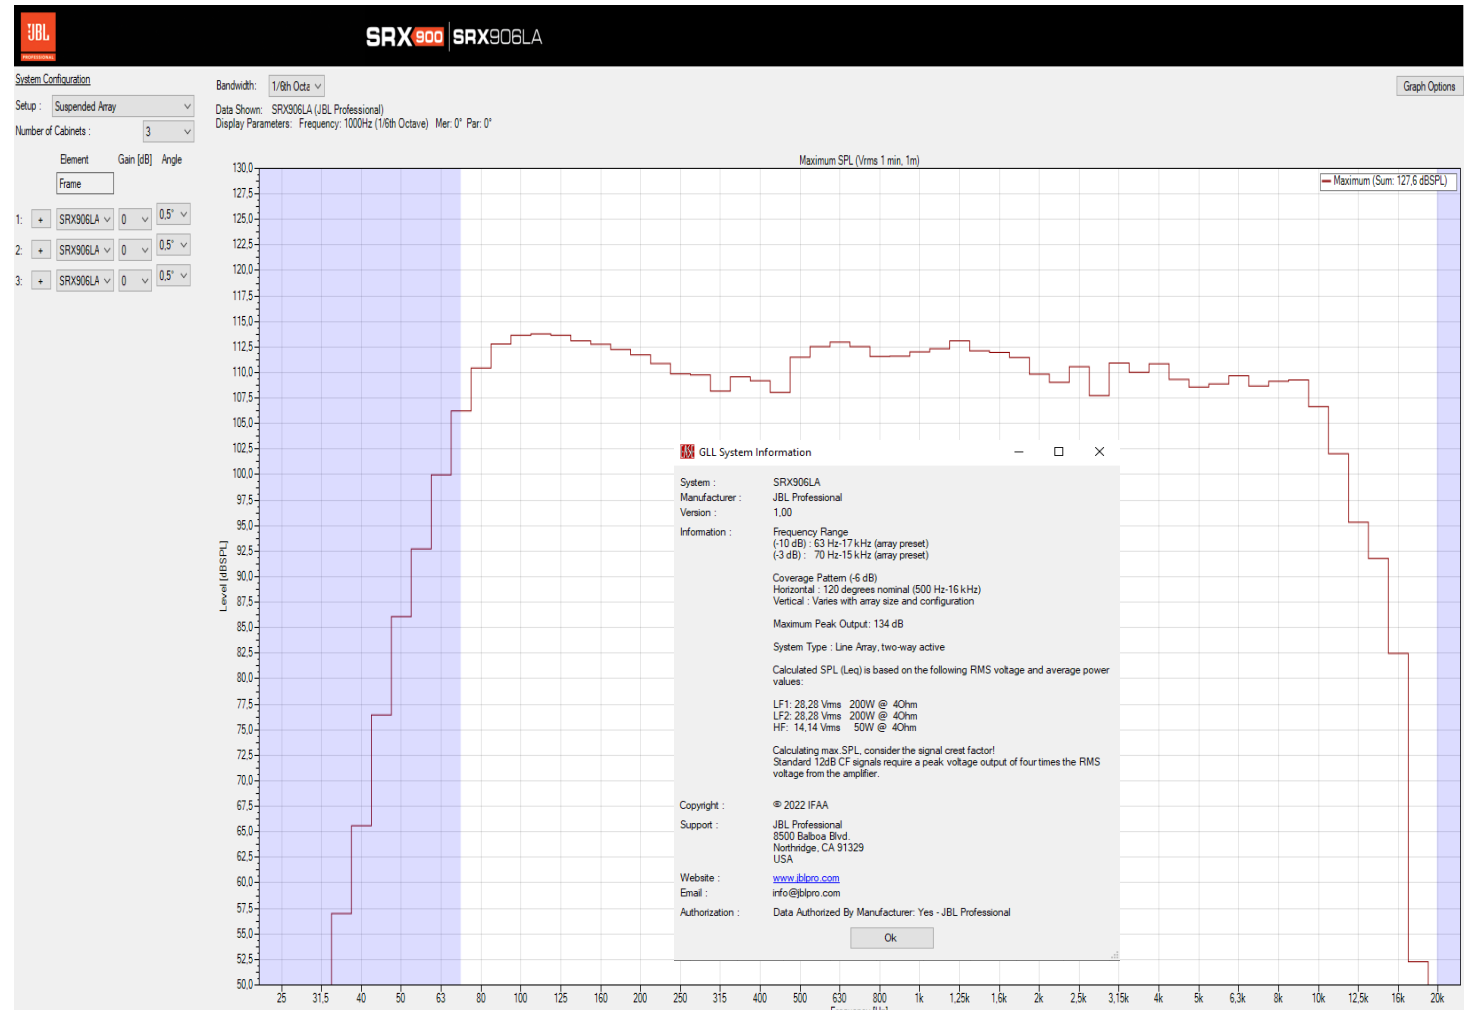 JBL
PROFESSIONAL
SRX 900 SRX906LA
System Configuration
Setup : Suspended Array
Number of Cabinets : 3
Element Gain [dB] Angle
Frame
1: + SRX906LA 0 0,5°
2: + SRX906LA 0 0,5°
3: + SRX906LA 0 0,5°
Bandwidth: 1/6th Octa
Graph Options
Data Shown: SRX906LA (JBL Professional)
Display Parameters: Frequency: 1000Hz (1/6th Octave) Mer: 0° Par: 0°
Maximum SPL (Vrms 1 min, 1m)
Maximum (Sum: 127,6 dBSPL)
130,0
127,5
125,0
122,5
120,0
117,5
115,0
112,5
110,0
107,5
105,0
102,5
100,0
97,5
95,0
92,5
90,0
87,5
85,0
82,5
80,0
77,5
75,0
72,5
70,0
67,5
65,0
62,5
60,0
57,5
55,0
52,5
50,0
Level [dBSPL]
GLL System Information
System : SRX906LA
Manufacturer : JBL Professional
Version : 1,00
Information : Frequency Range
(-10 dB) : 63 Hz-17 kHz (array preset)
(-3 dB) : 70 Hz-15 kHz (array preset)
Coverage Pattern (-6 dB)
Horizontal : 120 degrees nominal (500 Hz-16 kHz)
Vertical : Varies with array size and configuration
Maximum Peak Output: 134 dB
System Type : Line Array, two-way active
Calculated SPL (Leq) is based on the following RMS voltage and average power
values:
LF1: 28,28 Vrms 200W @ 4Ohm
LF2: 28,28 Vrms 200W @ 4Ohm
HF: 14,14 Vrms 50W @ 4Ohm
Calculating max.SPL, consider the signal crest factor!
Standard 12dB CF signals require a peak voltage output of four times the RMS
voltage from the amplifier.
Copyright : © 2022 IFAA
Support : JBL Professional
8500 Balboa Blvd.
Northridge, CA 91329
USA
Website : www.jblpro.com
Email : info@jblpro.com
Authorization : Data Authorized By Manufacturer: Yes - JBL Professional
Ok
25 31,5 40 50 63 80 100 125 160 200 250 315 400 500 630 800 1k 1,25k 1,6k 2k 2,5k 3,15k 4k 5k 6,3k 8k 10k 12,5k 16k 20k
Frequency [Hz]